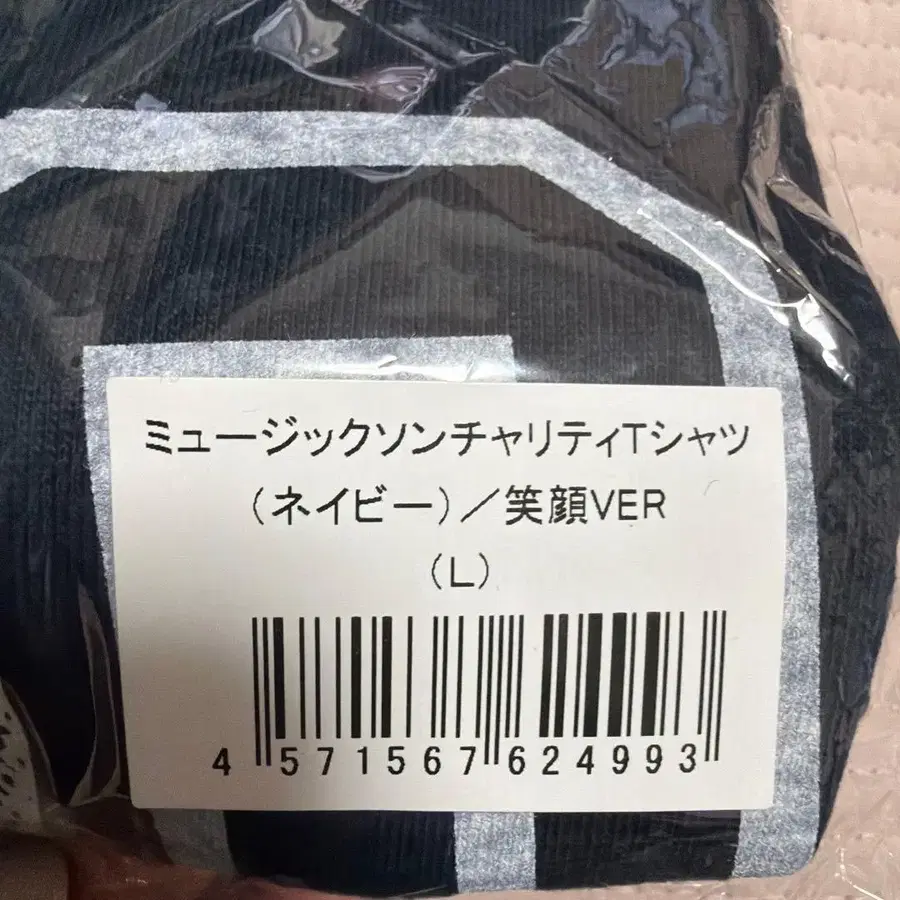 ミュージックソンチャリティTシャツ
(ネイビー)/笑顔VER
(L)
4 571567 624993